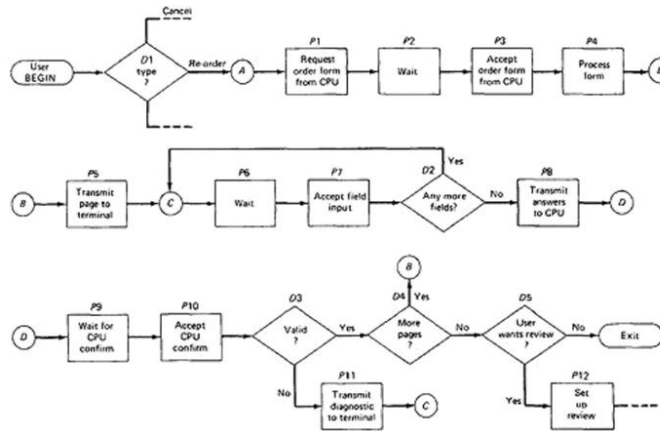 Cancel
P1
P2
P3
P4
User
BEGIN
D1
type
?
Re-order
A
Request
order form
from CPU
Wait
Accept
order form
from CPU
Process
form
Yes
P5
P6
P7
D2
P8
B
Transmit
page to
terminal
C
Wait
Accept field
input
Any more
fields?
No
Transmit
answers
to CPU
D
B
P9
P10
D3
D4
Yes
D5
D
Wait for
CPU
confirm
Accept
CPU
confirm
Valid
?
Yes
More
pages
?
No
User
wants review
?
No
Exit
No
P11
Transmit
diagnostic
to terminal
C
Yes
P12
Set
up
review